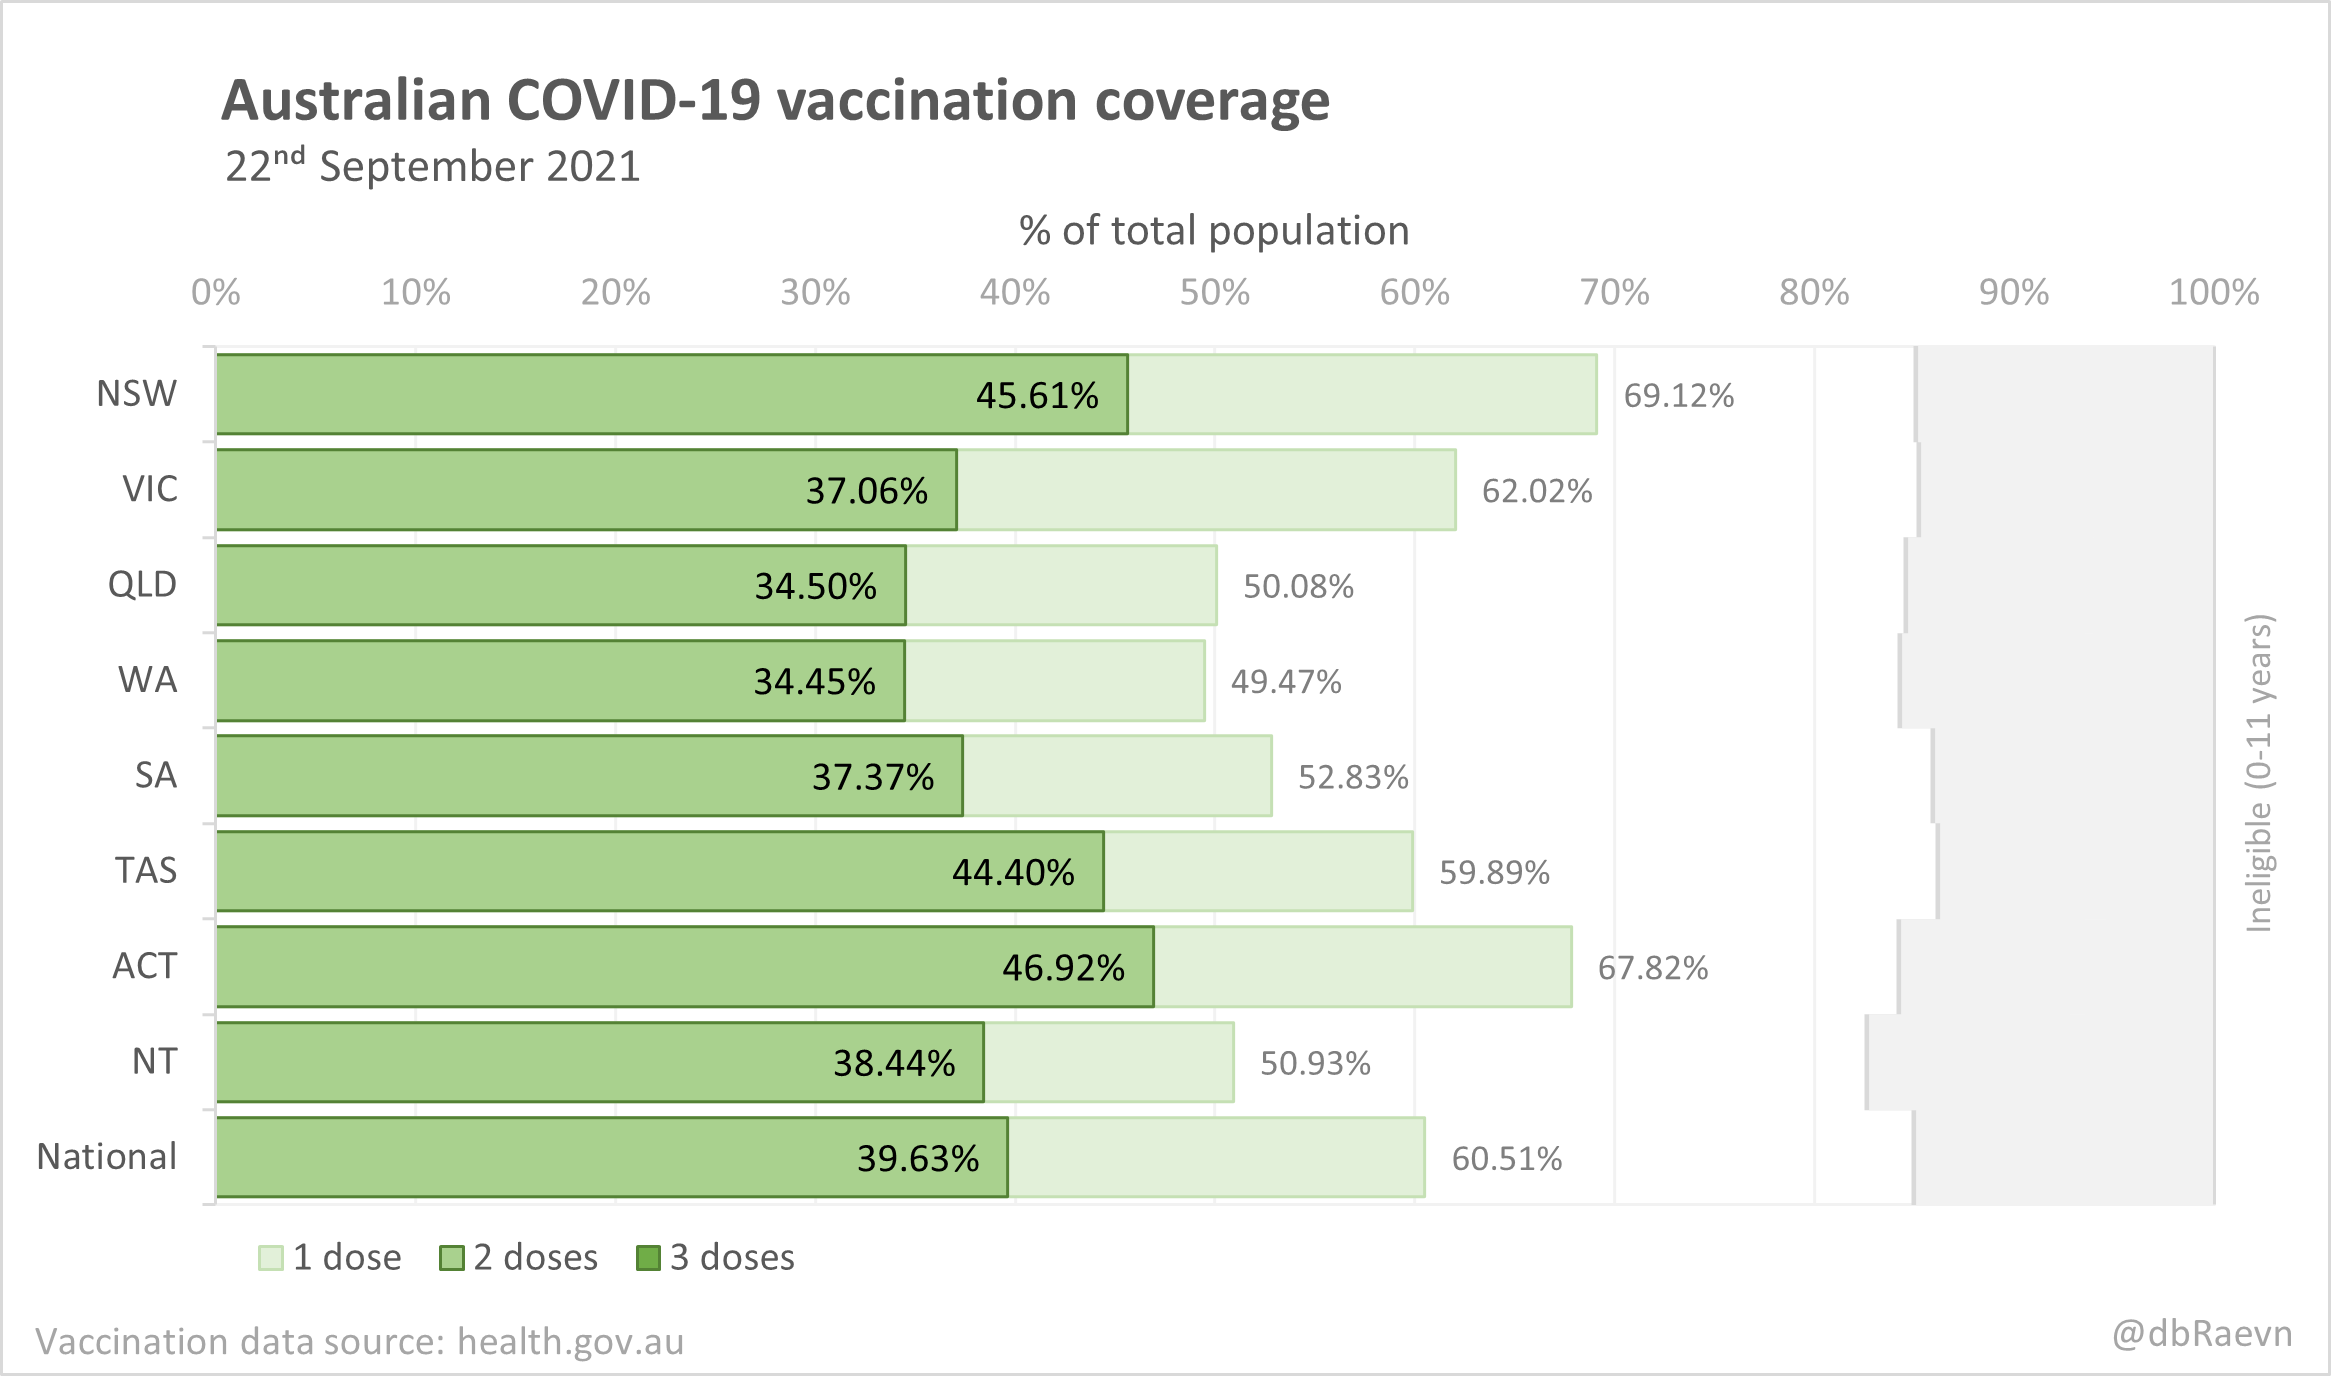 Australian COVID-19 vaccination coverage
22nd September 2021
% of total population
0% 10% 20% 30% 40% 50% 60% 70% 80% 90% 100%
NSW 45.61% 69.12%
VIC 37.06% 62.02%
QLD 34.50% 50.08%
WA 34.45% 49.47%
SA 37.37% 52.83%
TAS 44.40% 59.89%
ACT 46.92% 67.82%
NT 38.44% 50.93%
National 39.63% 60.51%
Ineligible (0-11 years)
1 dose 2 doses 3 doses
Vaccination data source: health.gov.au
@dbRaevn